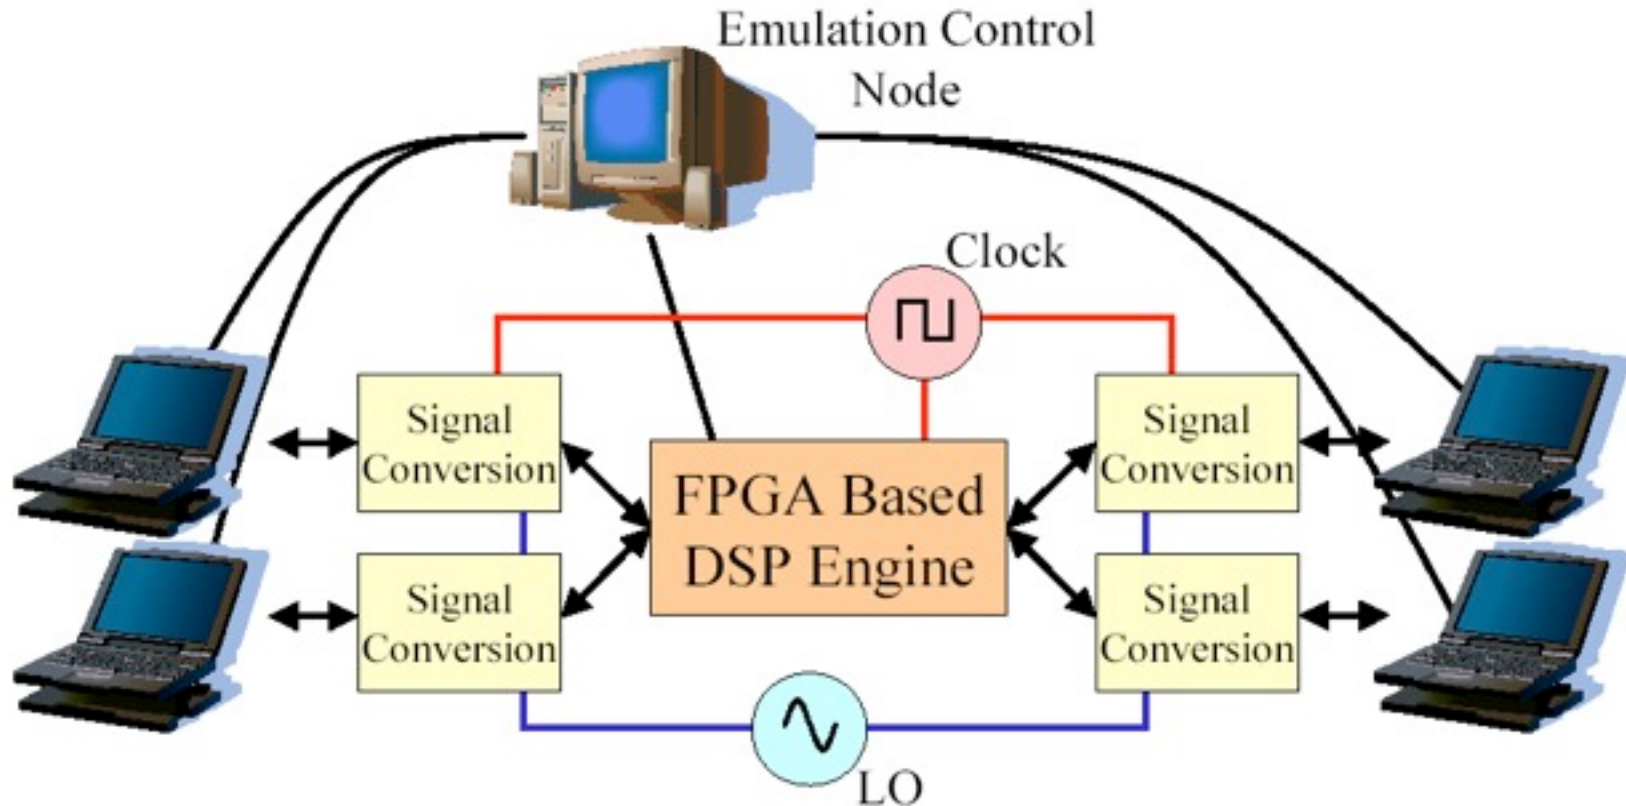 Emulation Control
Node
Clock
Signal
Conversion
Signal
Conversion
FPGA Based
DSP Engine
Signal
Conversion
Signal
Conversion
LO